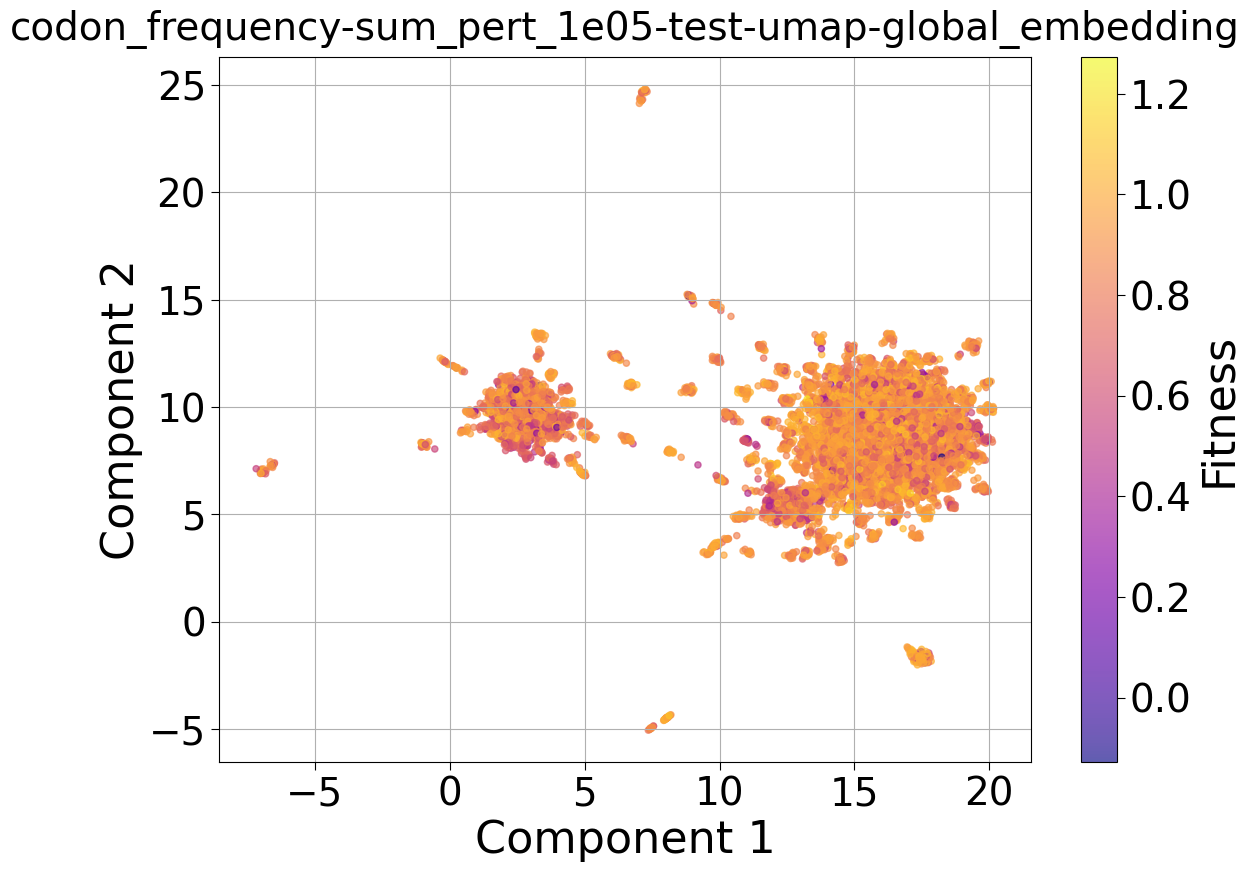 codon_frequency-sum_pert_1e05-test-umap-global_embedding
25
20
15
10
5
0
−5
Component 2
−5 0 5 10 15 20
Component 1
1.2
1.0
0.8
0.6
0.4
0.2
0.0
Fitness